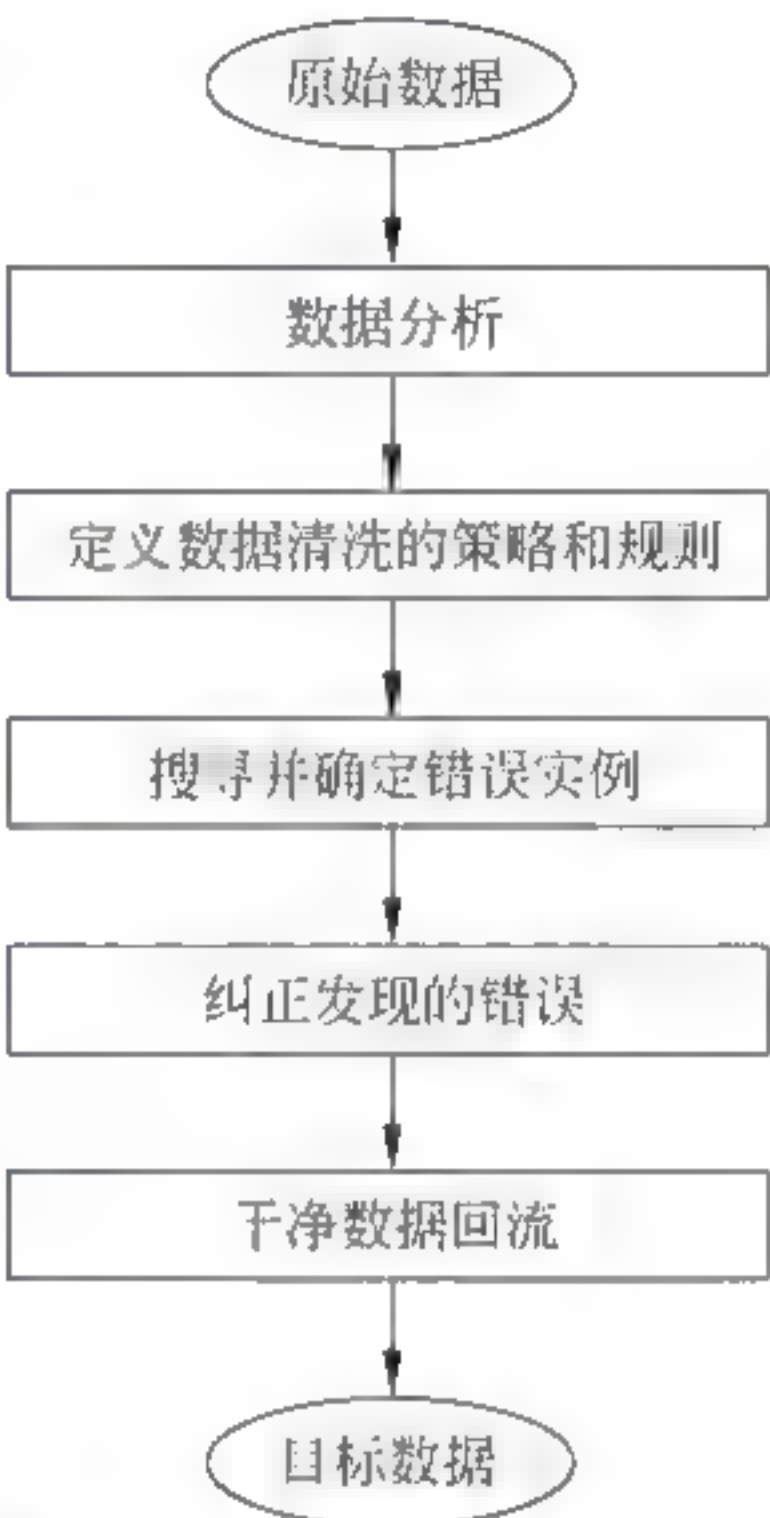 原始数据
数据分析
定义数据清洗的策略和规则
搜寻并确定错误实例
纠正发现的错误
干净数据回流
目标数据